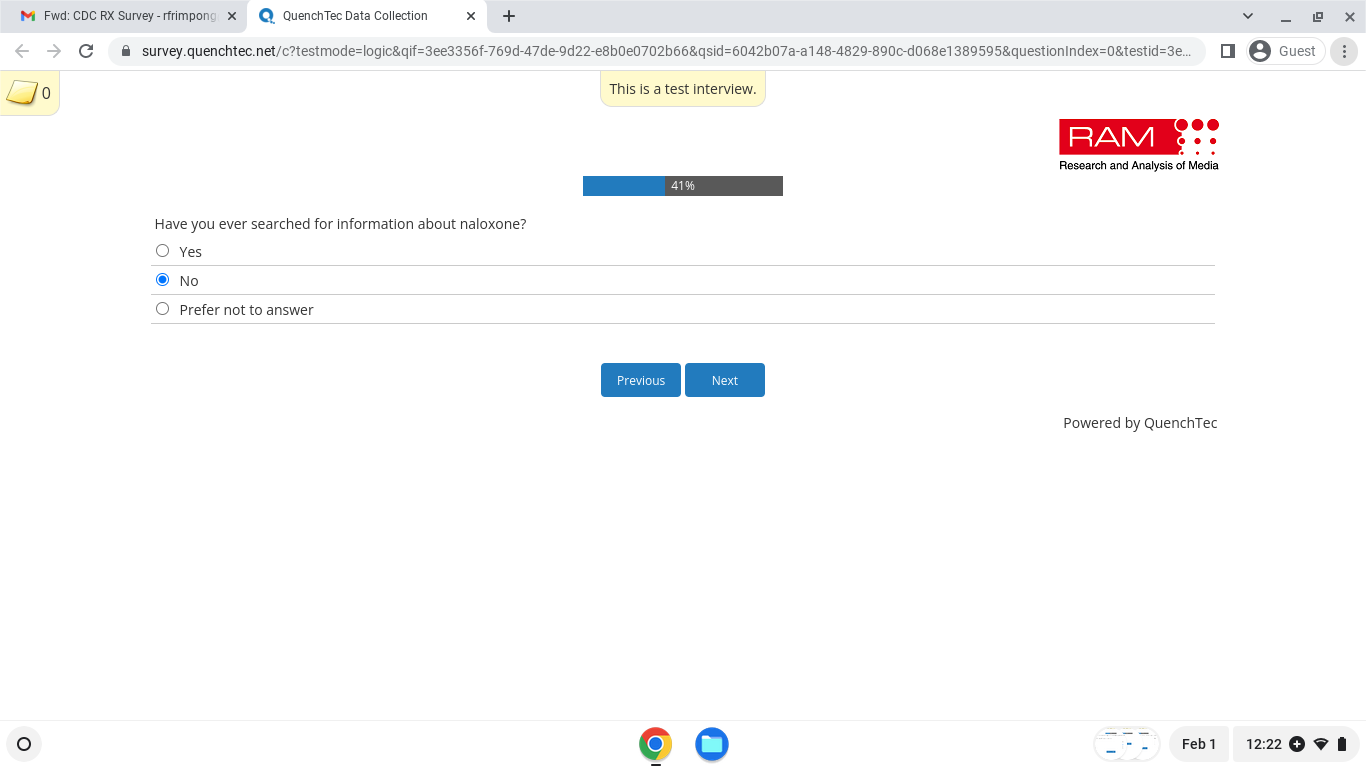 Fwd: CDC RX Survey - rfrimpong
QuenchTec Data Collection
survey.quenchtec.net/c?testmode=logic&qif=3ee3356f-769d-47de-9d22-e8b0e0702b66&qsid=6042b07a-a148-4829-890c-d068e1389595&questionIndex=0&testid=3e...
Guest
0
This is a test interview.
RAM
Research and Analysis of Media
41%
Have you ever searched for information about naloxone?
Yes
No
Prefer not to answer
Previous
Next
Powered by QuenchTec
Feb 1
12:22